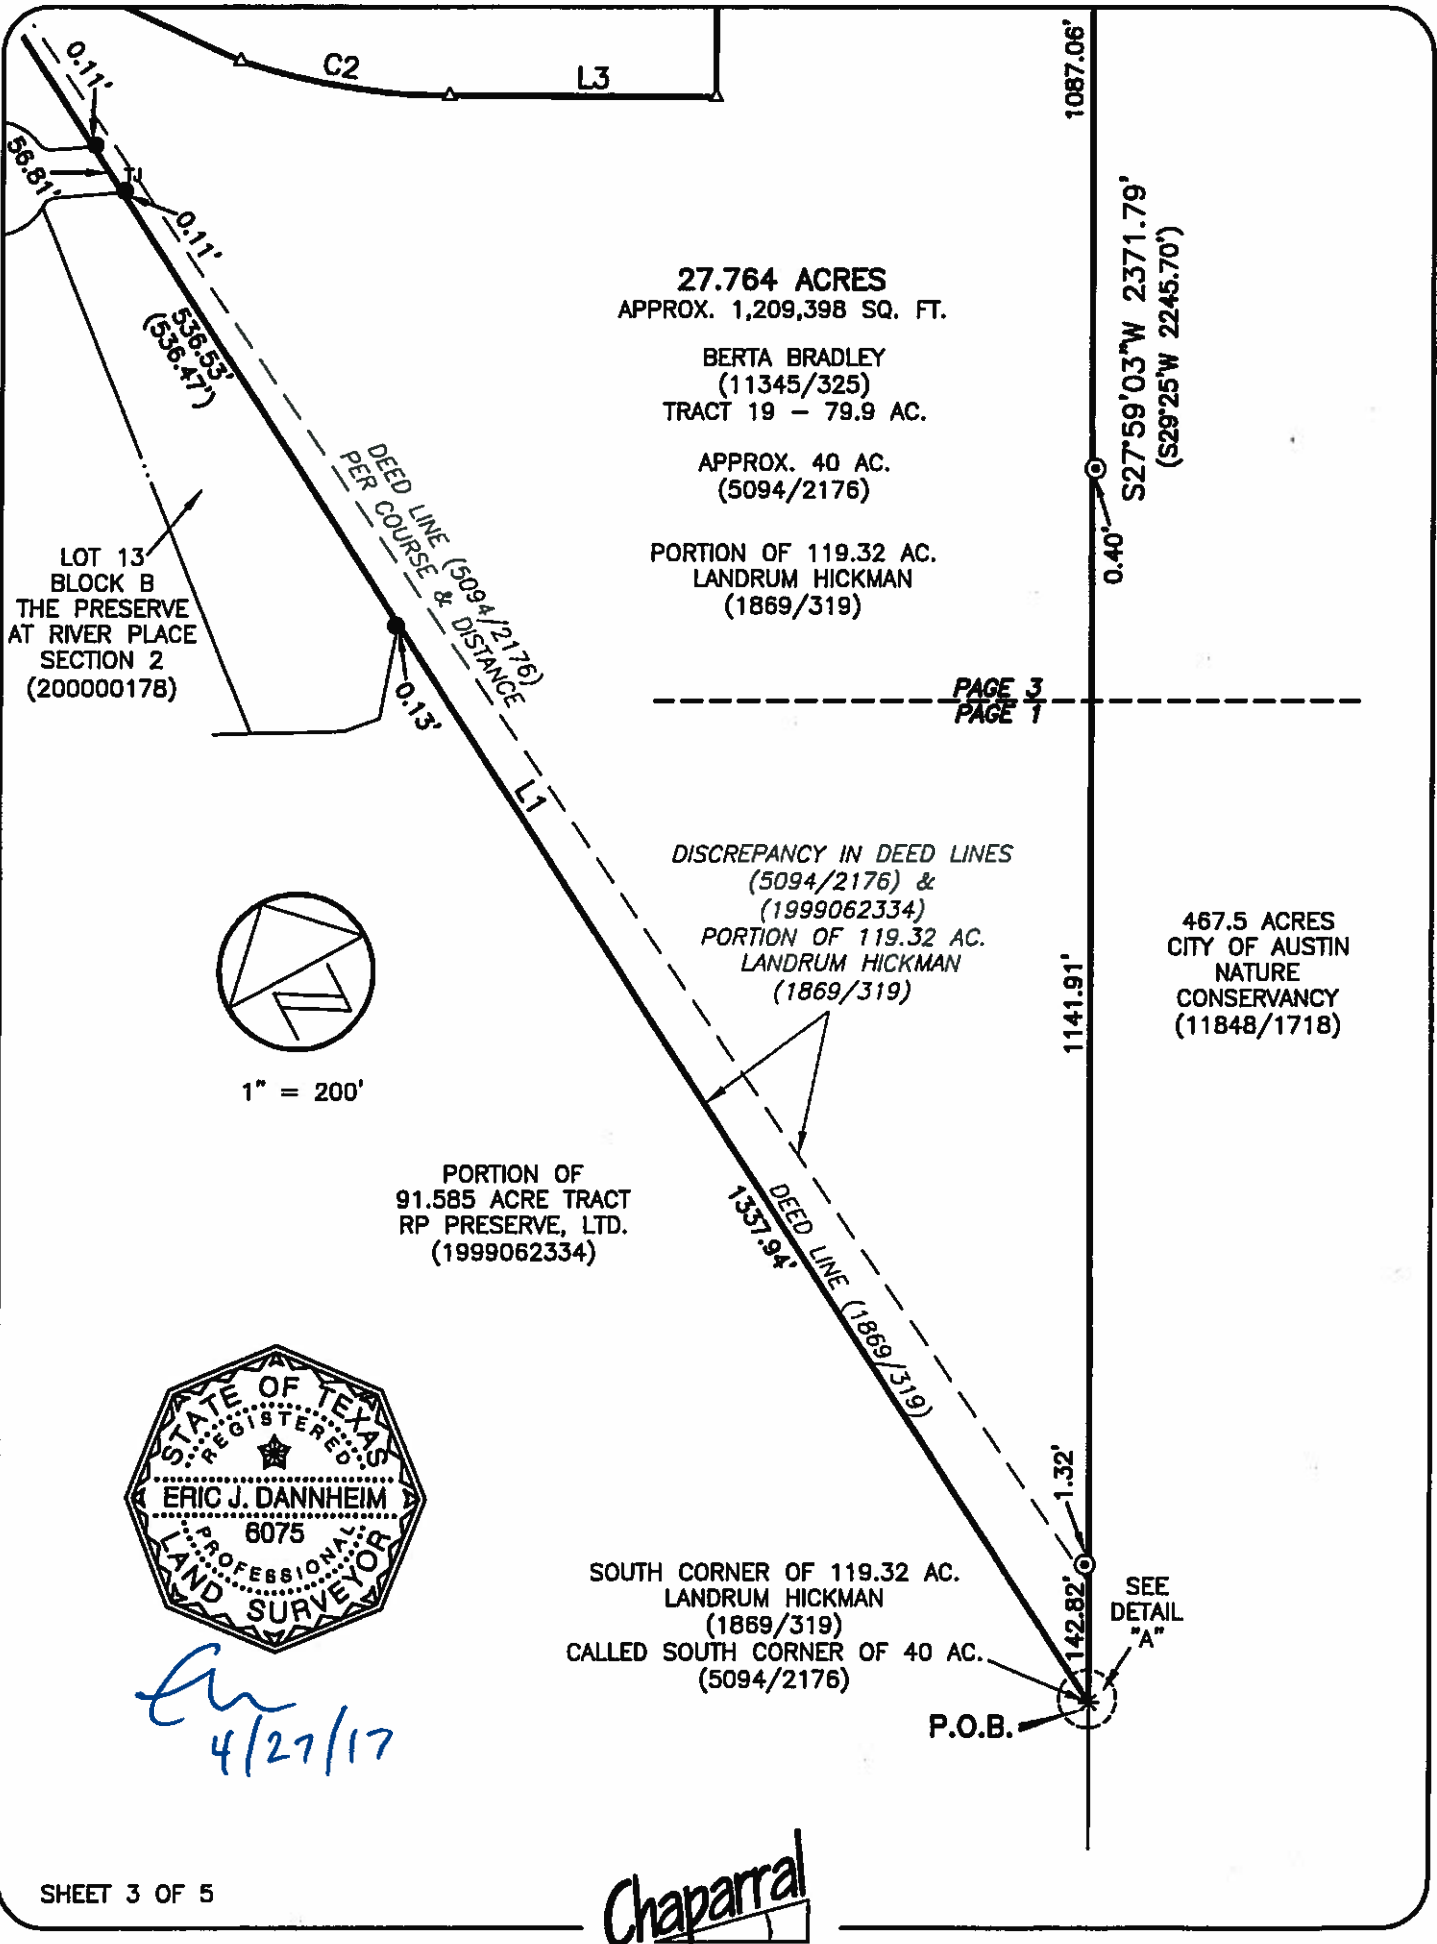 0.11'
C2
L3
1087.06'
56.81'
TJ
0.11'
S27°59'03"W 2371.79'
(S29°25'W 2245.70')
27.764 ACRES
APPROX. 1,209,398 SQ. FT.
BERTA BRADLEY
(11345/325)
TRACT 19 – 79.9 AC.
APPROX. 40 AC.
(5094/2176)
PORTION OF 119.32 AC.
LANDRUM HICKMAN
(1869/319)
536.53'
(536.47')
DEED LINE (5094/2176)
PER COURSE & DISTANCE
0.40'
LOT 13
BLOCK B
THE PRESERVE
AT RIVER PLACE
SECTION 2
(200000178)
0.13'
PAGE 3
PAGE 1
L1
DISCREPANCY IN DEED LINES
(5094/2176) &
(1999062334)
PORTION OF 119.32 AC.
LANDRUM HICKMAN
(1869/319)
467.5 ACRES
CITY OF AUSTIN
NATURE
CONSERVANCY
(11848/1718)
1141.91'
N
1" = 200'
PORTION OF
91.585 ACRE TRACT
RP PRESERVE, LTD.
(1999062334)
1337.94'
DEED LINE (1869/319)
STATE OF TEXAS
REGISTERED
ERIC J. DANNHEIM
6075
PROFESSIONAL
LAND SURVEYOR
1.32'
SOUTH CORNER OF 119.32 AC.
LANDRUM HICKMAN
(1869/319)
CALLED SOUTH CORNER OF 40 AC.
(5094/2176)
142.82'
SEE
DETAIL
"A"
P.O.B.
4/27/17
SHEET 3 OF 5
Chaparral